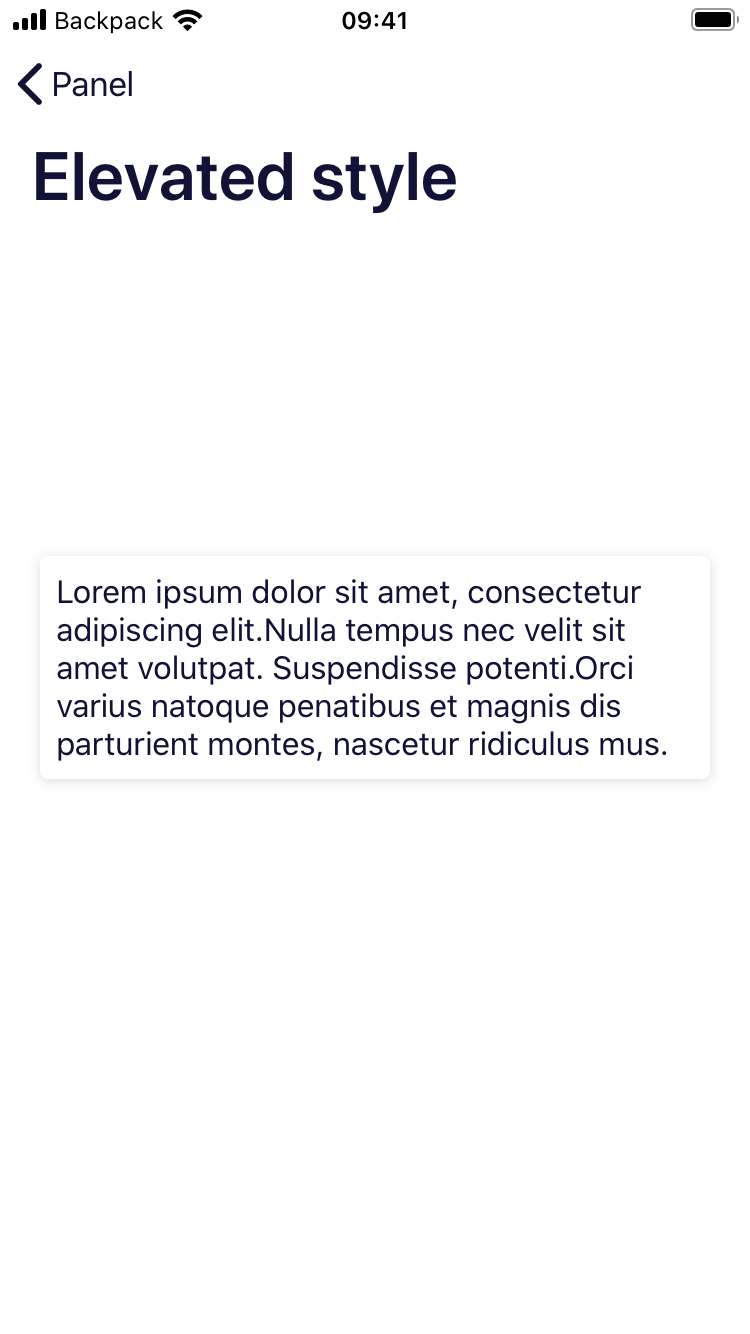 Backpack 09:41
Panel
Elevated style
Lorem ipsum dolor sit amet, consectetur
adipiscing elit.Nulla tempus nec velit sit
amet volutpat. Suspendisse potenti.Orci
varius natoque penatibus et magnis dis
parturient montes, nascetur ridiculus mus.